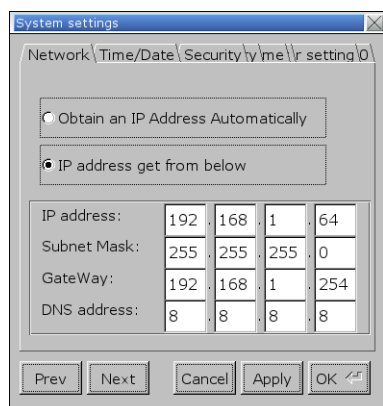 System settings
Network Time/Date Security me r setting
Obtain an IP Address Automatically
IP address get from below
IP address: 192 . 168 . 1 . 64
Subnet Mask: 255 . 255 . 255 . 0
GateWay: 192 . 168 . 1 . 254
DNS address: 8 . 8 . 8 . 8
Prev Next Cancel Apply OK